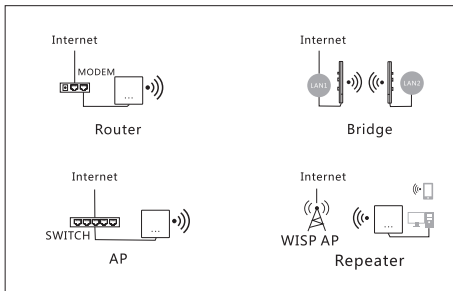 Internet
MODEM
Router
Internet
LAN1
LAN2
Bridge
Internet
SWITCH
AP
Internet
WISP AP
Repeater